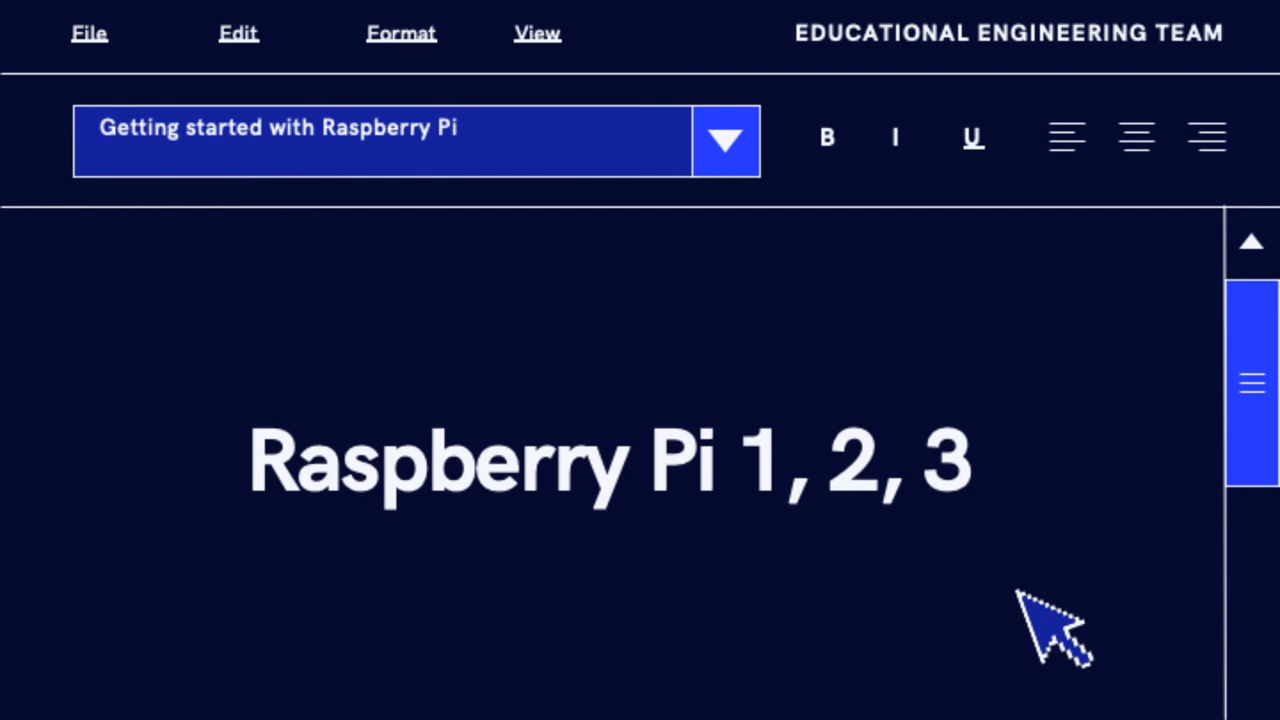 File Edit Format View EDUCATIONAL ENGINEERING TEAM
Getting started with Raspberry Pi
B I U
Raspberry Pi 1, 2, 3